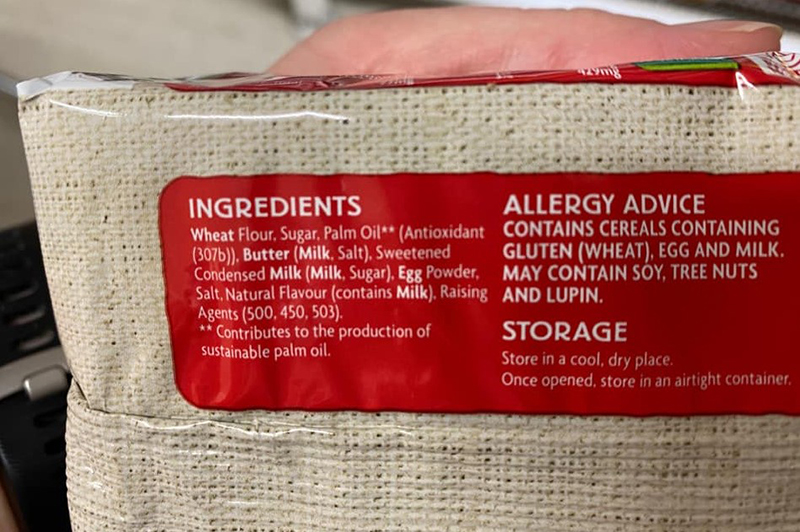 429mg
INGREDIENTS
Wheat Flour, Sugar, Palm Oil** (Antioxidant
(307b)), Butter (Milk, Salt), Sweetened
Condensed Milk (Milk, Sugar), Egg Powder,
Salt, Natural Flavour (contains Milk), Raising
Agents (500, 450, 503).
** Contributes to the production of
sustainable palm oil.
ALLERGY ADVICE
CONTAINS CEREALS CONTAINING
GLUTEN (WHEAT), EGG AND MILK.
MAY CONTAIN SOY, TREE NUTS
AND LUPIN.
STORAGE
Store in a cool, dry place.
Once opened, store in an airtight container.